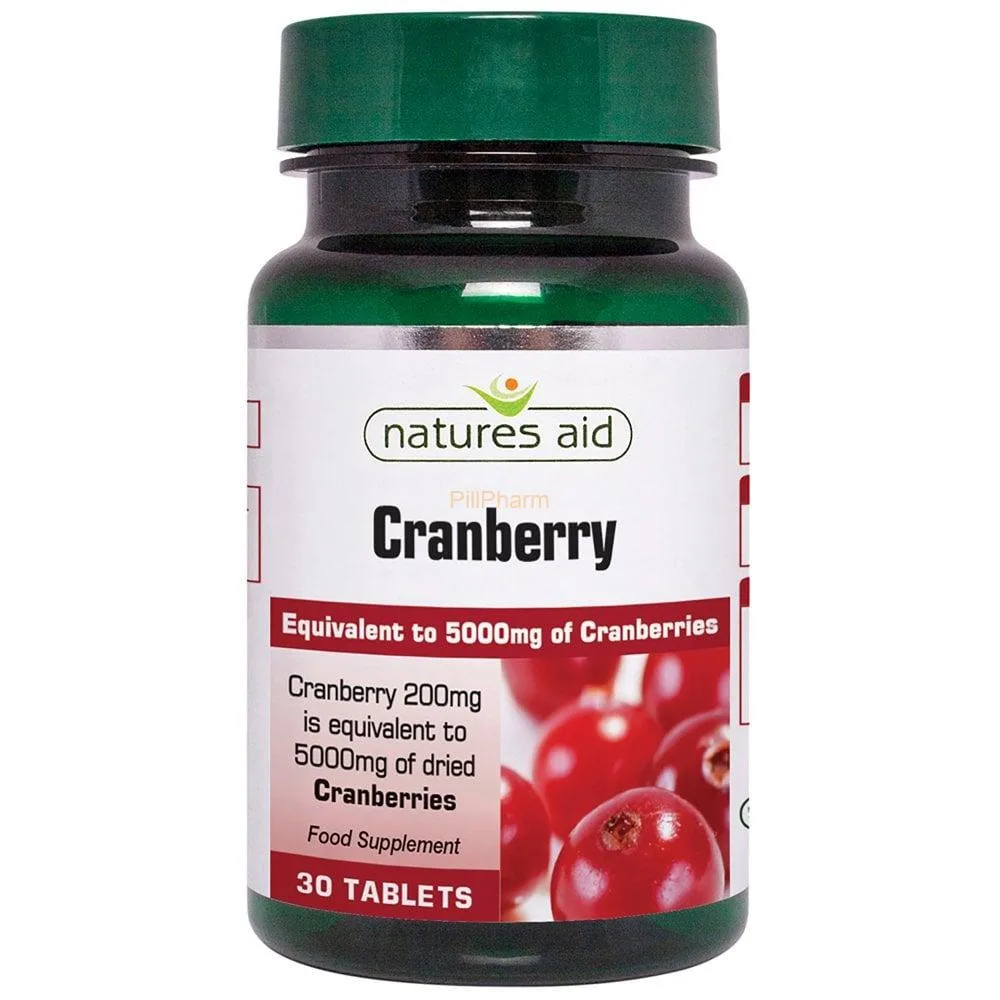 natures aid
PillPharm
Cranberry
Equivalent to 5000mg of Cranberries
Cranberry 200mg
is equivalent to
5000mg of dried
Cranberries
Food Supplement
30 TABLETS